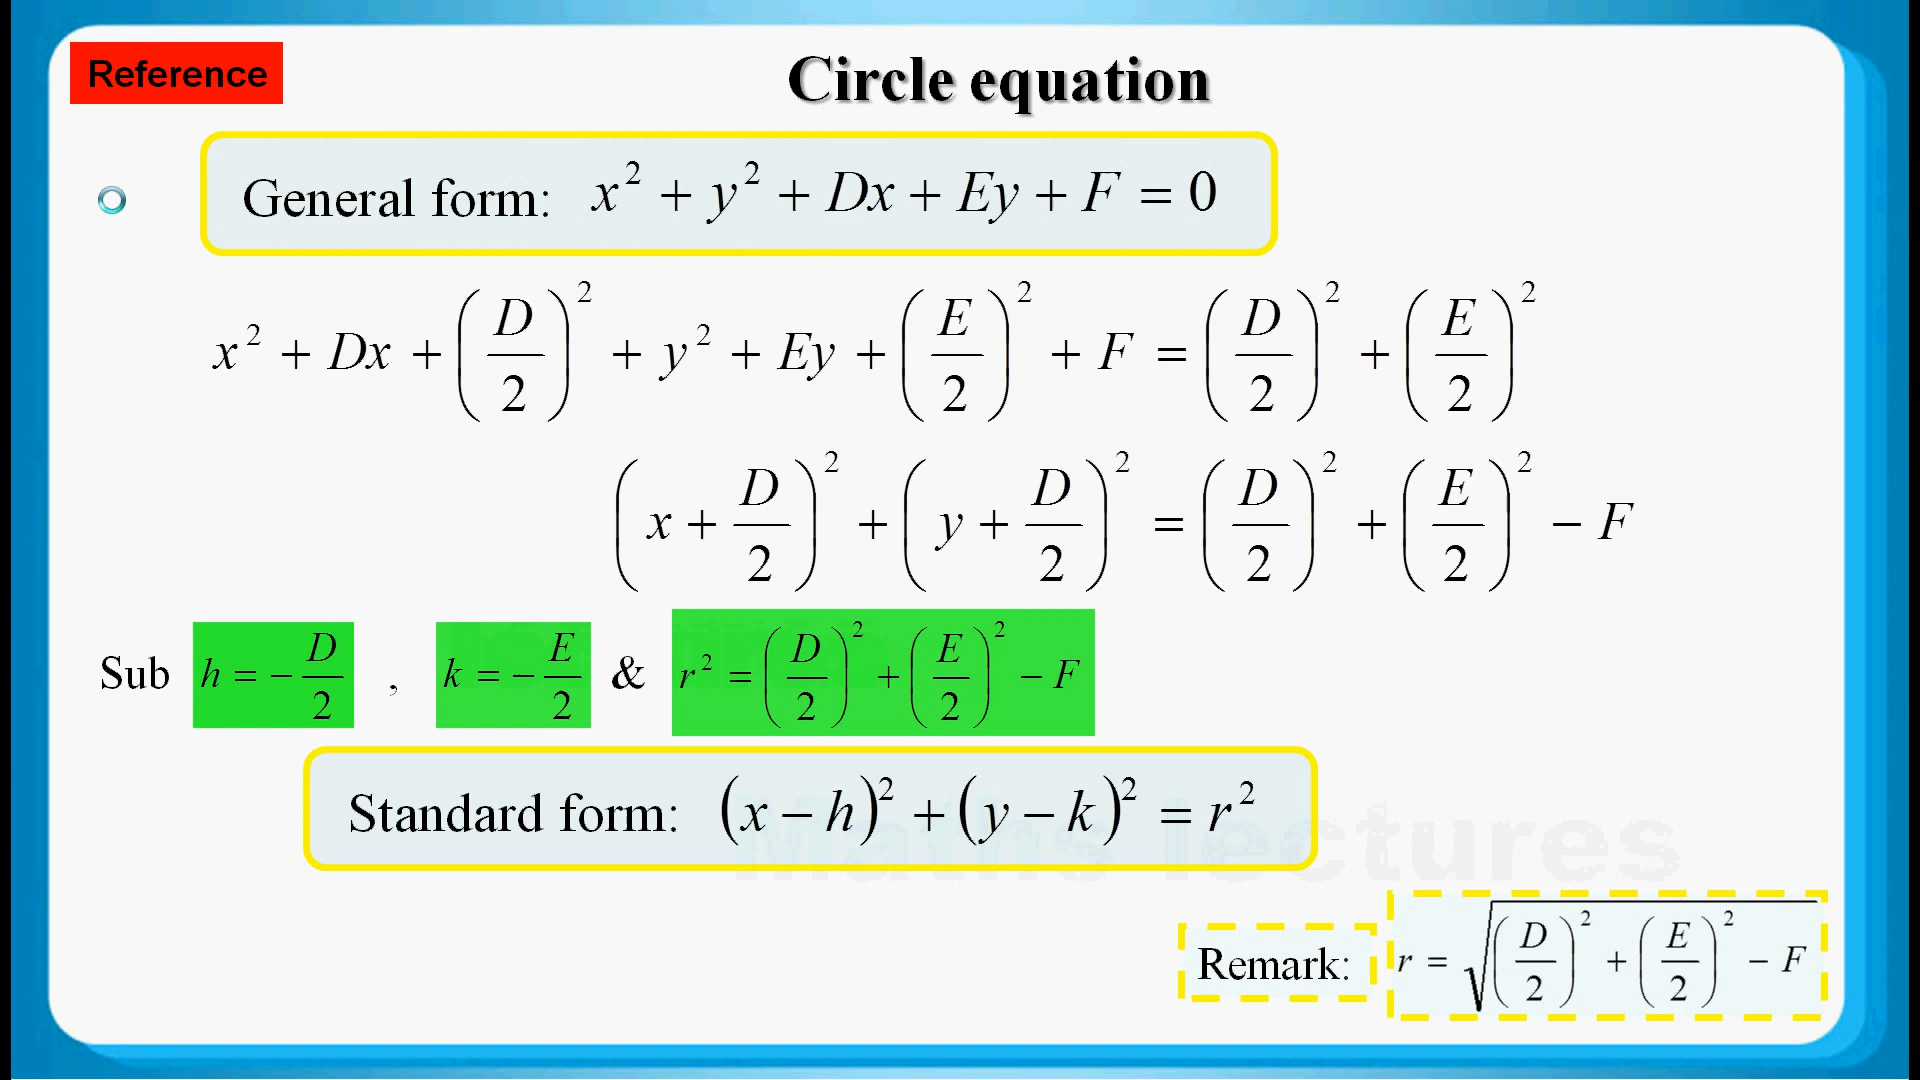 Reference
Circle equation
General form: x² + y² + Dx + Ey + F = 0
x² + Dx + (D/2)² + y² + Ey + (E/2)² + F = (D/2)² + (E/2)²
(x + D/2)² + (y + D/2)² = (D/2)² + (E/2)² − F
Sub h = −D/2 , k = −E/2 & r² = (D/2)² + (E/2)² − F
Standard form: (x − h)² + (y − k)² = r²
Maths lectures
Remark: r = √((D/2)² + (E/2)² − F)